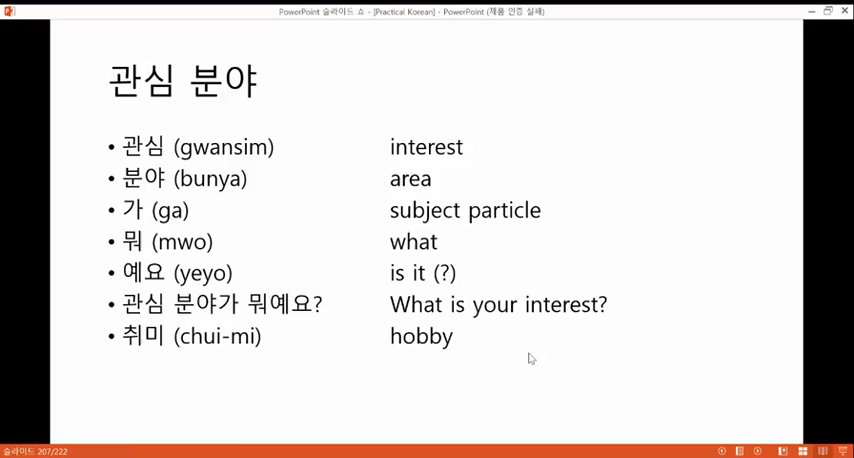 PowerPoint 슬라이드 쇼 - [Practical Korean] - PowerPoint (제품 인증 실패)
관심 분야
• 관심 (gwansim) interest
• 분야 (bunya) area
• 가 (ga) subject particle
• 뭐 (mwo) what
• 예요 (yeyo) is it (?)
• 관심 분야가 뭐예요? What is your interest?
• 취미 (chui-mi) hobby
슬라이드 207/222